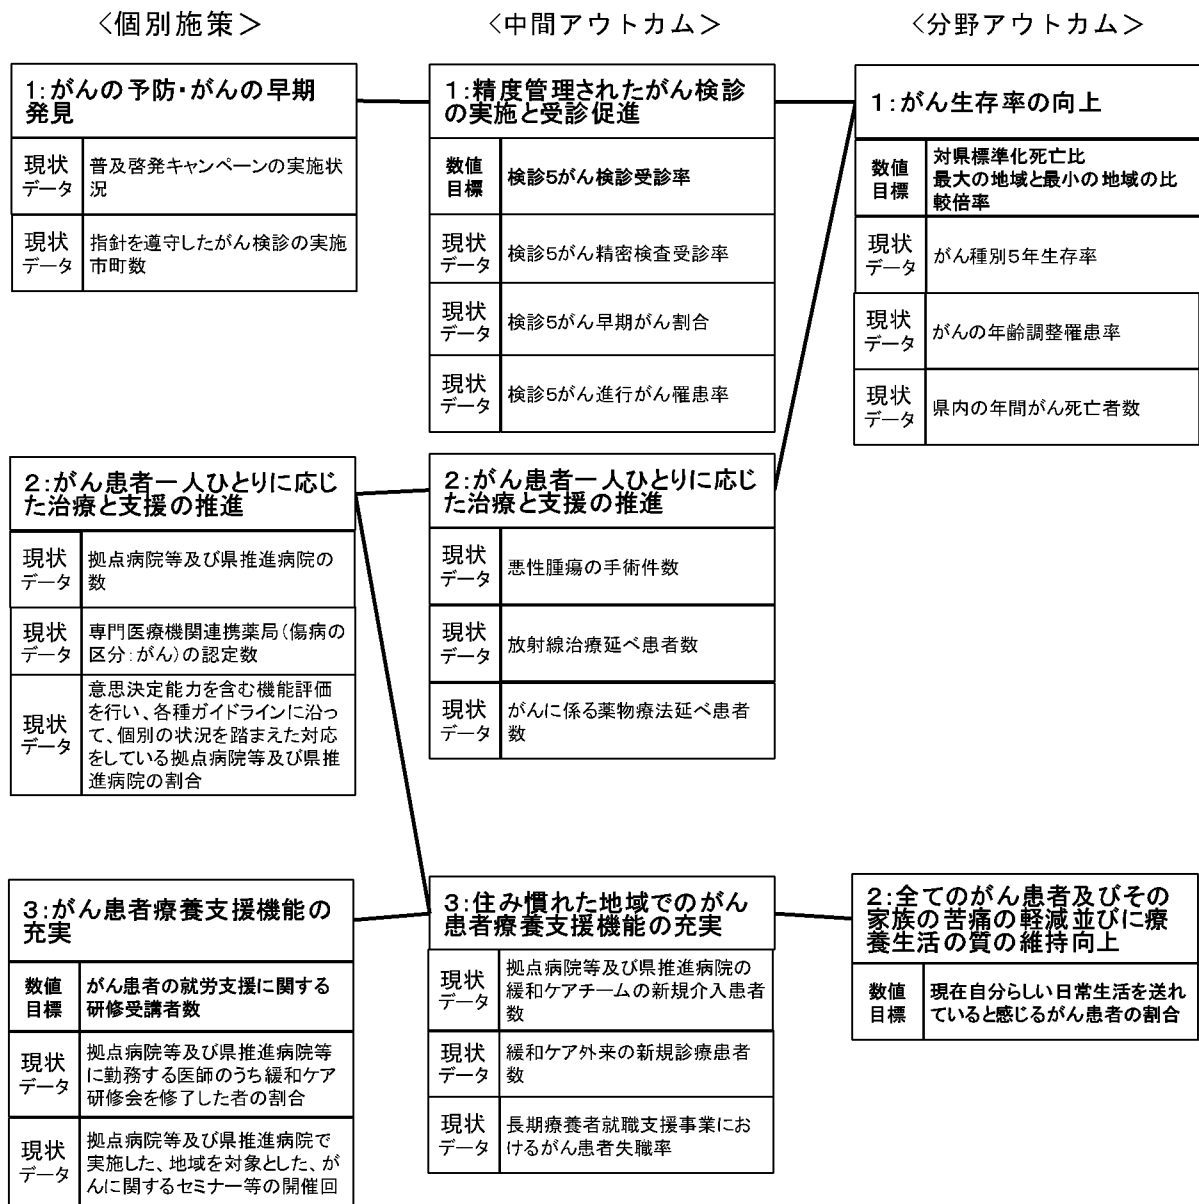 ＜個別施策＞
1:がんの予防・がんの早期
発見
現状
データ
普及啓発キャンペーンの実施状
況
現状
データ
指針を遵守したがん検診の実施
市町数
2:がん患者一人ひとりに応じ
た治療と支援の推進
現状
データ
拠点病院等及び県推進病院の
数
現状
データ
専門医療機関連携薬局(傷病の
区分:がん)の認定数
現状
データ
意思決定能力を含む機能評価
を行い、各種ガイドラインに沿っ
て、個別の状況を踏まえた対応
をしている拠点病院等及び県推
進病院の割合
3:がん患者療養支援機能の
充実
数値
目標
がん患者の就労支援に関する
研修受講者数
現状
データ
拠点病院等及び県推進病院等
に勤務する医師のうち緩和ケア
研修会を修了した者の割合
現状
データ
拠点病院等及び県推進病院で
実施した、地域を対象とした、が
んに関するセミナー等の開催回
＜中間アウトカム＞
1:精度管理されたがん検診
の実施と受診促進
数値
目標
検診5がん検診受診率
現状
データ
検診5がん精密検査受診率
現状
データ
検診5がん早期がん割合
現状
データ
検診5がん進行がん罹患率
2:がん患者一人ひとりに応じ
た治療と支援の推進
現状
データ
悪性腫瘍の手術件数
現状
データ
放射線治療延べ患者数
現状
データ
がんに係る薬物療法延べ患者
数
3:住み慣れた地域でのがん
患者療養支援機能の充実
現状
データ
拠点病院等及び県推進病院の
緩和ケアチームの新規介入患者
数
現状
データ
緩和ケア外来の新規診療患者
数
現状
データ
長期療養者就職支援事業にお
けるがん患者失職率
＜分野アウトカム＞
1:がん生存率の向上
数値
目標
対県標準化死亡比
最大の地域と最小の地域の比
較倍率
現状
データ
がん種別5年生存率
現状
データ
がんの年齢調整罹患率
現状
データ
県内の年間がん死亡者数
2:全てのがん患者及びその
家族の苦痛の軽減並びに療
養生活の質の維持向上
数値
目標
現在自分らしい日常生活を送れ
ていると感じるがん患者の割合